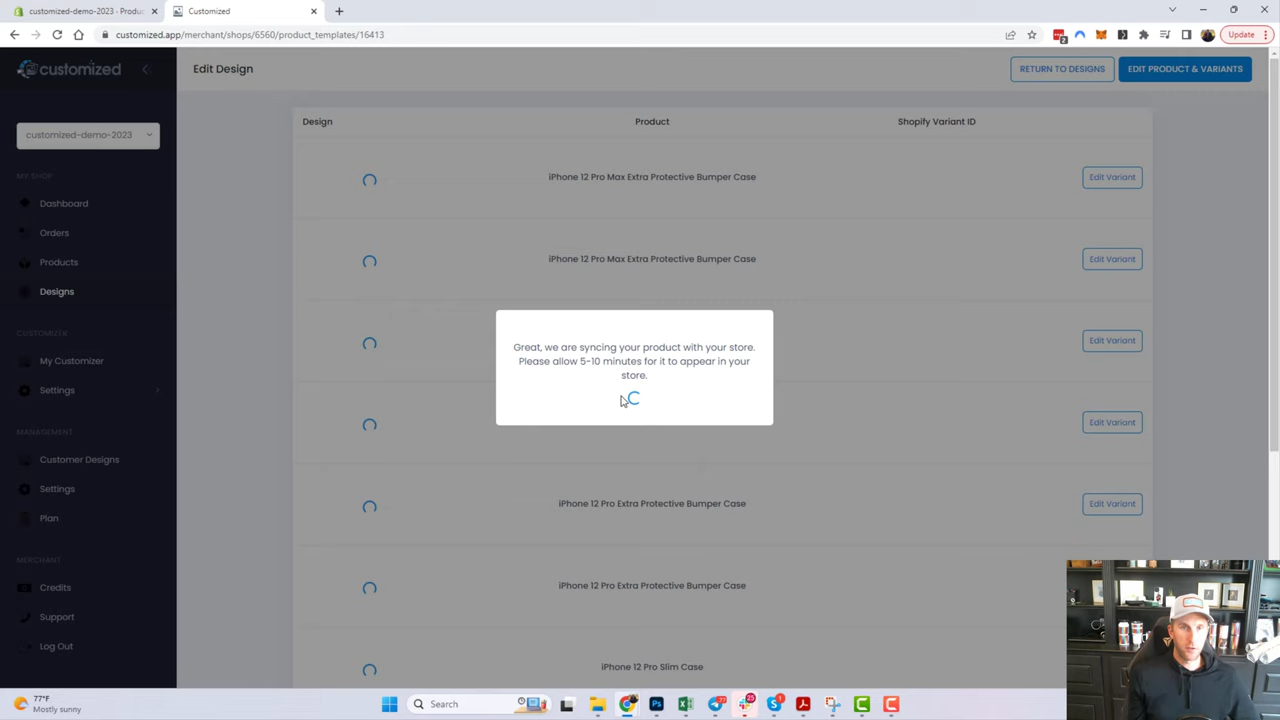 customized-demo-2023 · Produc
Customized
customized.app/merchant/shops/6560/product_templates/16413
Update
customized
Edit Design
RETURN TO DESIGNS
EDIT PRODUCT & VARIANTS
customized-demo-2023
MY SHOP
Dashboard
Orders
Products
Designs
CUSTOMIZER
My Customizer
Settings
MANAGEMENT
Customer Designs
Settings
Plan
MERCHANT
Credits
Support
Log Out
Design
Product
Shopify Variant ID
iPhone 12 Pro Max Extra Protective Bumper Case
Edit Variant
iPhone 12 Pro Max Extra Protective Bumper Case
Edit Variant
Edit Variant
Great, we are syncing your product with your store.
Please allow 5-10 minutes for it to appear in your
store.
Edit Variant
iPhone 12 Pro Extra Protective Bumper Case
Edit Variant
iPhone 12 Pro Extra Protective Bumper Case
iPhone 12 Pro Slim Case
77°F
Mostly sunny
Search
25